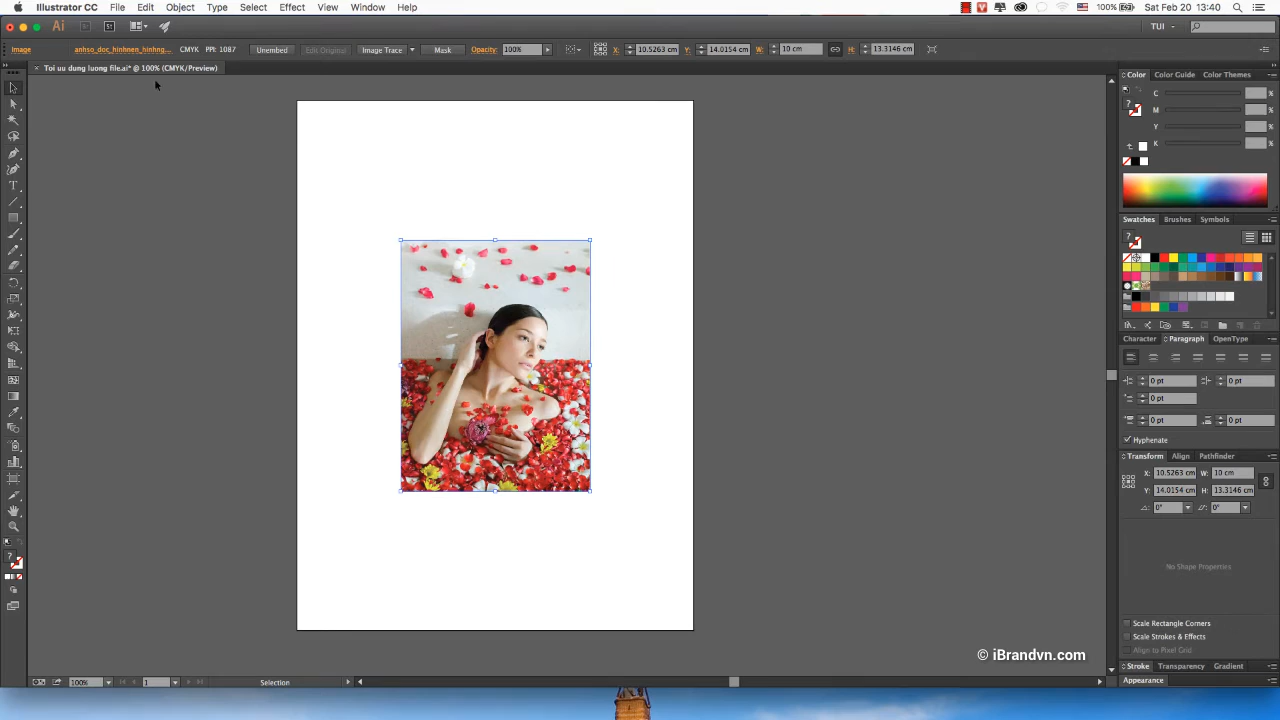 Illustrator CC File Edit Object Type Select Effect View Window Help 100% Sat Feb 20 13:40
Ai Br St TUI
Image anhso_doc_hinhnen_hinhng... CMYK PPI: 1087 Unembed Edit Original Image Trace Mask Opacity: 100% X: 10.5263 cm Y: 14.0154 cm W: 10 cm H: 13.3146 cm
Toi uu dung luong file.ai* @ 100% (CMYK/Preview)
Color Color Guide Color Themes
C %
M %
Y %
K %
Swatches Brushes Symbols
Character Paragraph OpenType
0 pt 0 pt
0 pt
0 pt 0 pt
Hyphenate
Transform Align Pathfinder
X: 10.5263 cm W: 10 cm
Y: 14.0154 cm H: 13.3146 cm
0° 0°
No Shape Properties
Scale Rectangle Corners
Scale Strokes & Effects
Align to Pixel Grid
© iBrandvn.com
Stroke Transparency Gradient
100% 1 Selection
Appearance